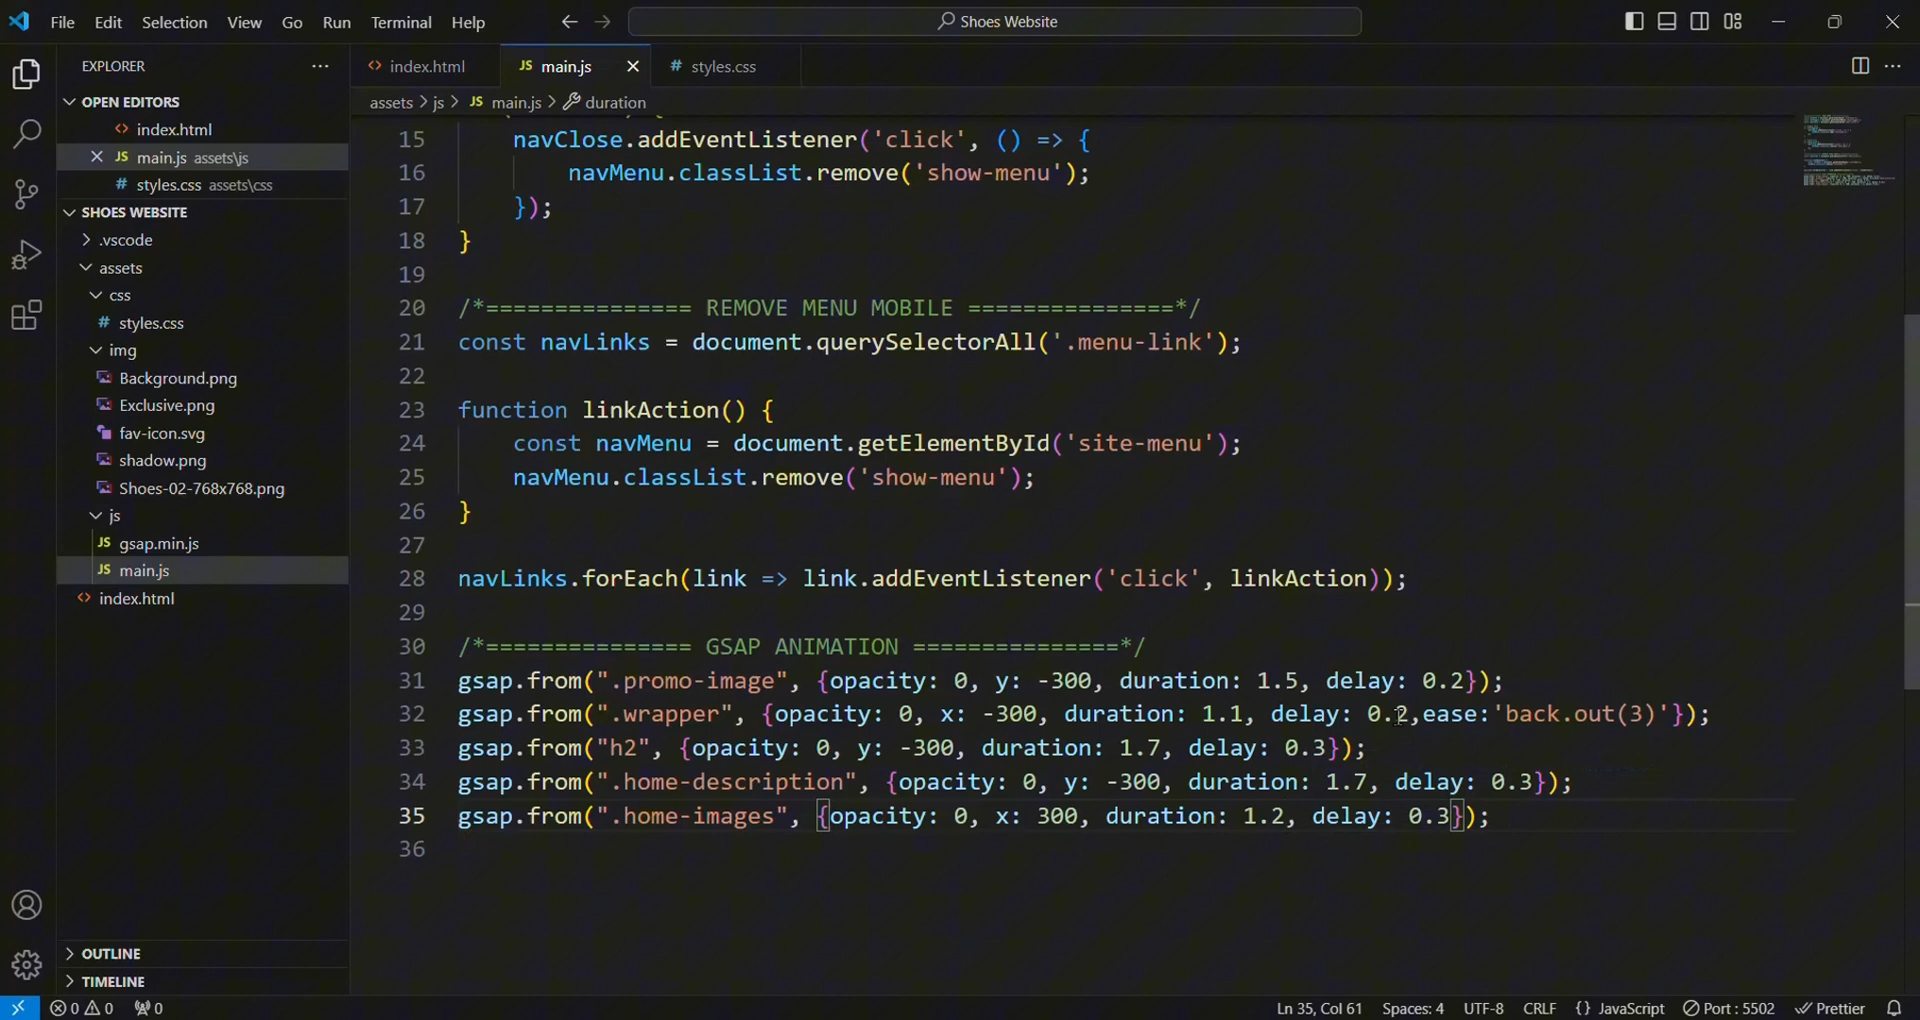 File Edit Selection View Go Run Terminal Help
Shoes Website
EXPLORER
OPEN EDITORS
index.html
main.js assets\js
styles.css assets\css
SHOES WEBSITE
.vscode
assets
css
styles.css
img
Background.png
Exclusive.png
fav-icon.svg
shadow.png
Shoes-02-768x768.png
js
JS gsap.min.js
JS main.js
index.html
OUTLINE
TIMELINE
index.html JS main.js # styles.css
assets > js > JS main.js > duration
15 navClose.addEventListener('click', () => {
16 navMenu.classList.remove('show-menu');
17 });
18 }
19
20 /*=============== REMOVE MENU MOBILE ===============*/
21 const navLinks = document.querySelectorAll('.menu-link');
22
23 function linkAction() {
24 const navMenu = document.getElementById('site-menu');
25 navMenu.classList.remove('show-menu');
26 }
27
28 navLinks.forEach(link => link.addEventListener('click', linkAction));
29
30 /*=============== GSAP ANIMATION ===============*/
31 gsap.from(".promo-image", {opacity: 0, y: -300, duration: 1.5, delay: 0.2});
32 gsap.from(".wrapper", {opacity: 0, x: -300, duration: 1.1, delay: 0.2,ease:'back.out(3)'});
33 gsap.from("h2", {opacity: 0, y: -300, duration: 1.7, delay: 0.3});
34 gsap.from(".home-description", {opacity: 0, y: -300, duration: 1.7, delay: 0.3});
35 gsap.from(".home-images", {opacity: 0, x: 300, duration: 1.2, delay: 0.3});
36
0 0 0 Ln 35, Col 61 Spaces: 4 UTF-8 CRLF {} JavaScript Port : 5502 Prettier